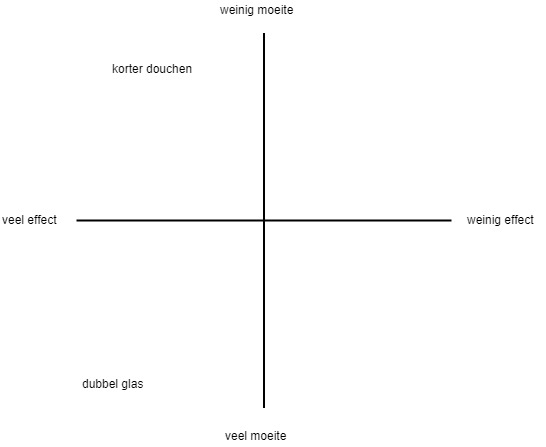 weinig moeite
korter douchen
veel effect
weinig effect
dubbel glas
veel moeite